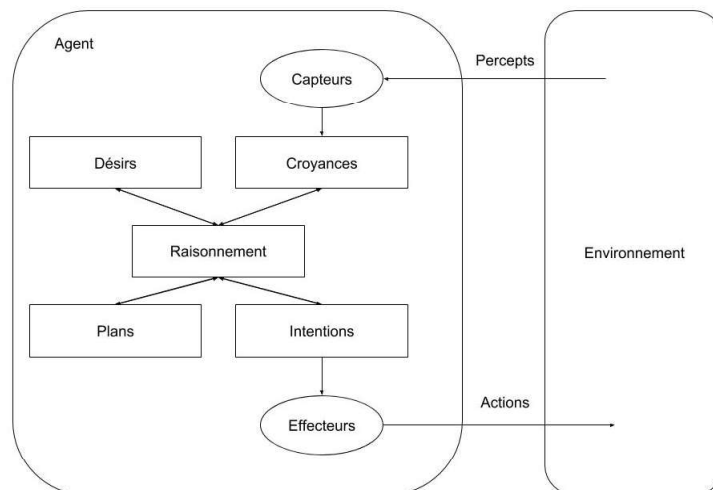 Agent
Capteurs
Percepts
Désirs
Croyances
Raisonnement
Environnement
Plans
Intentions
Effecteurs
Actions